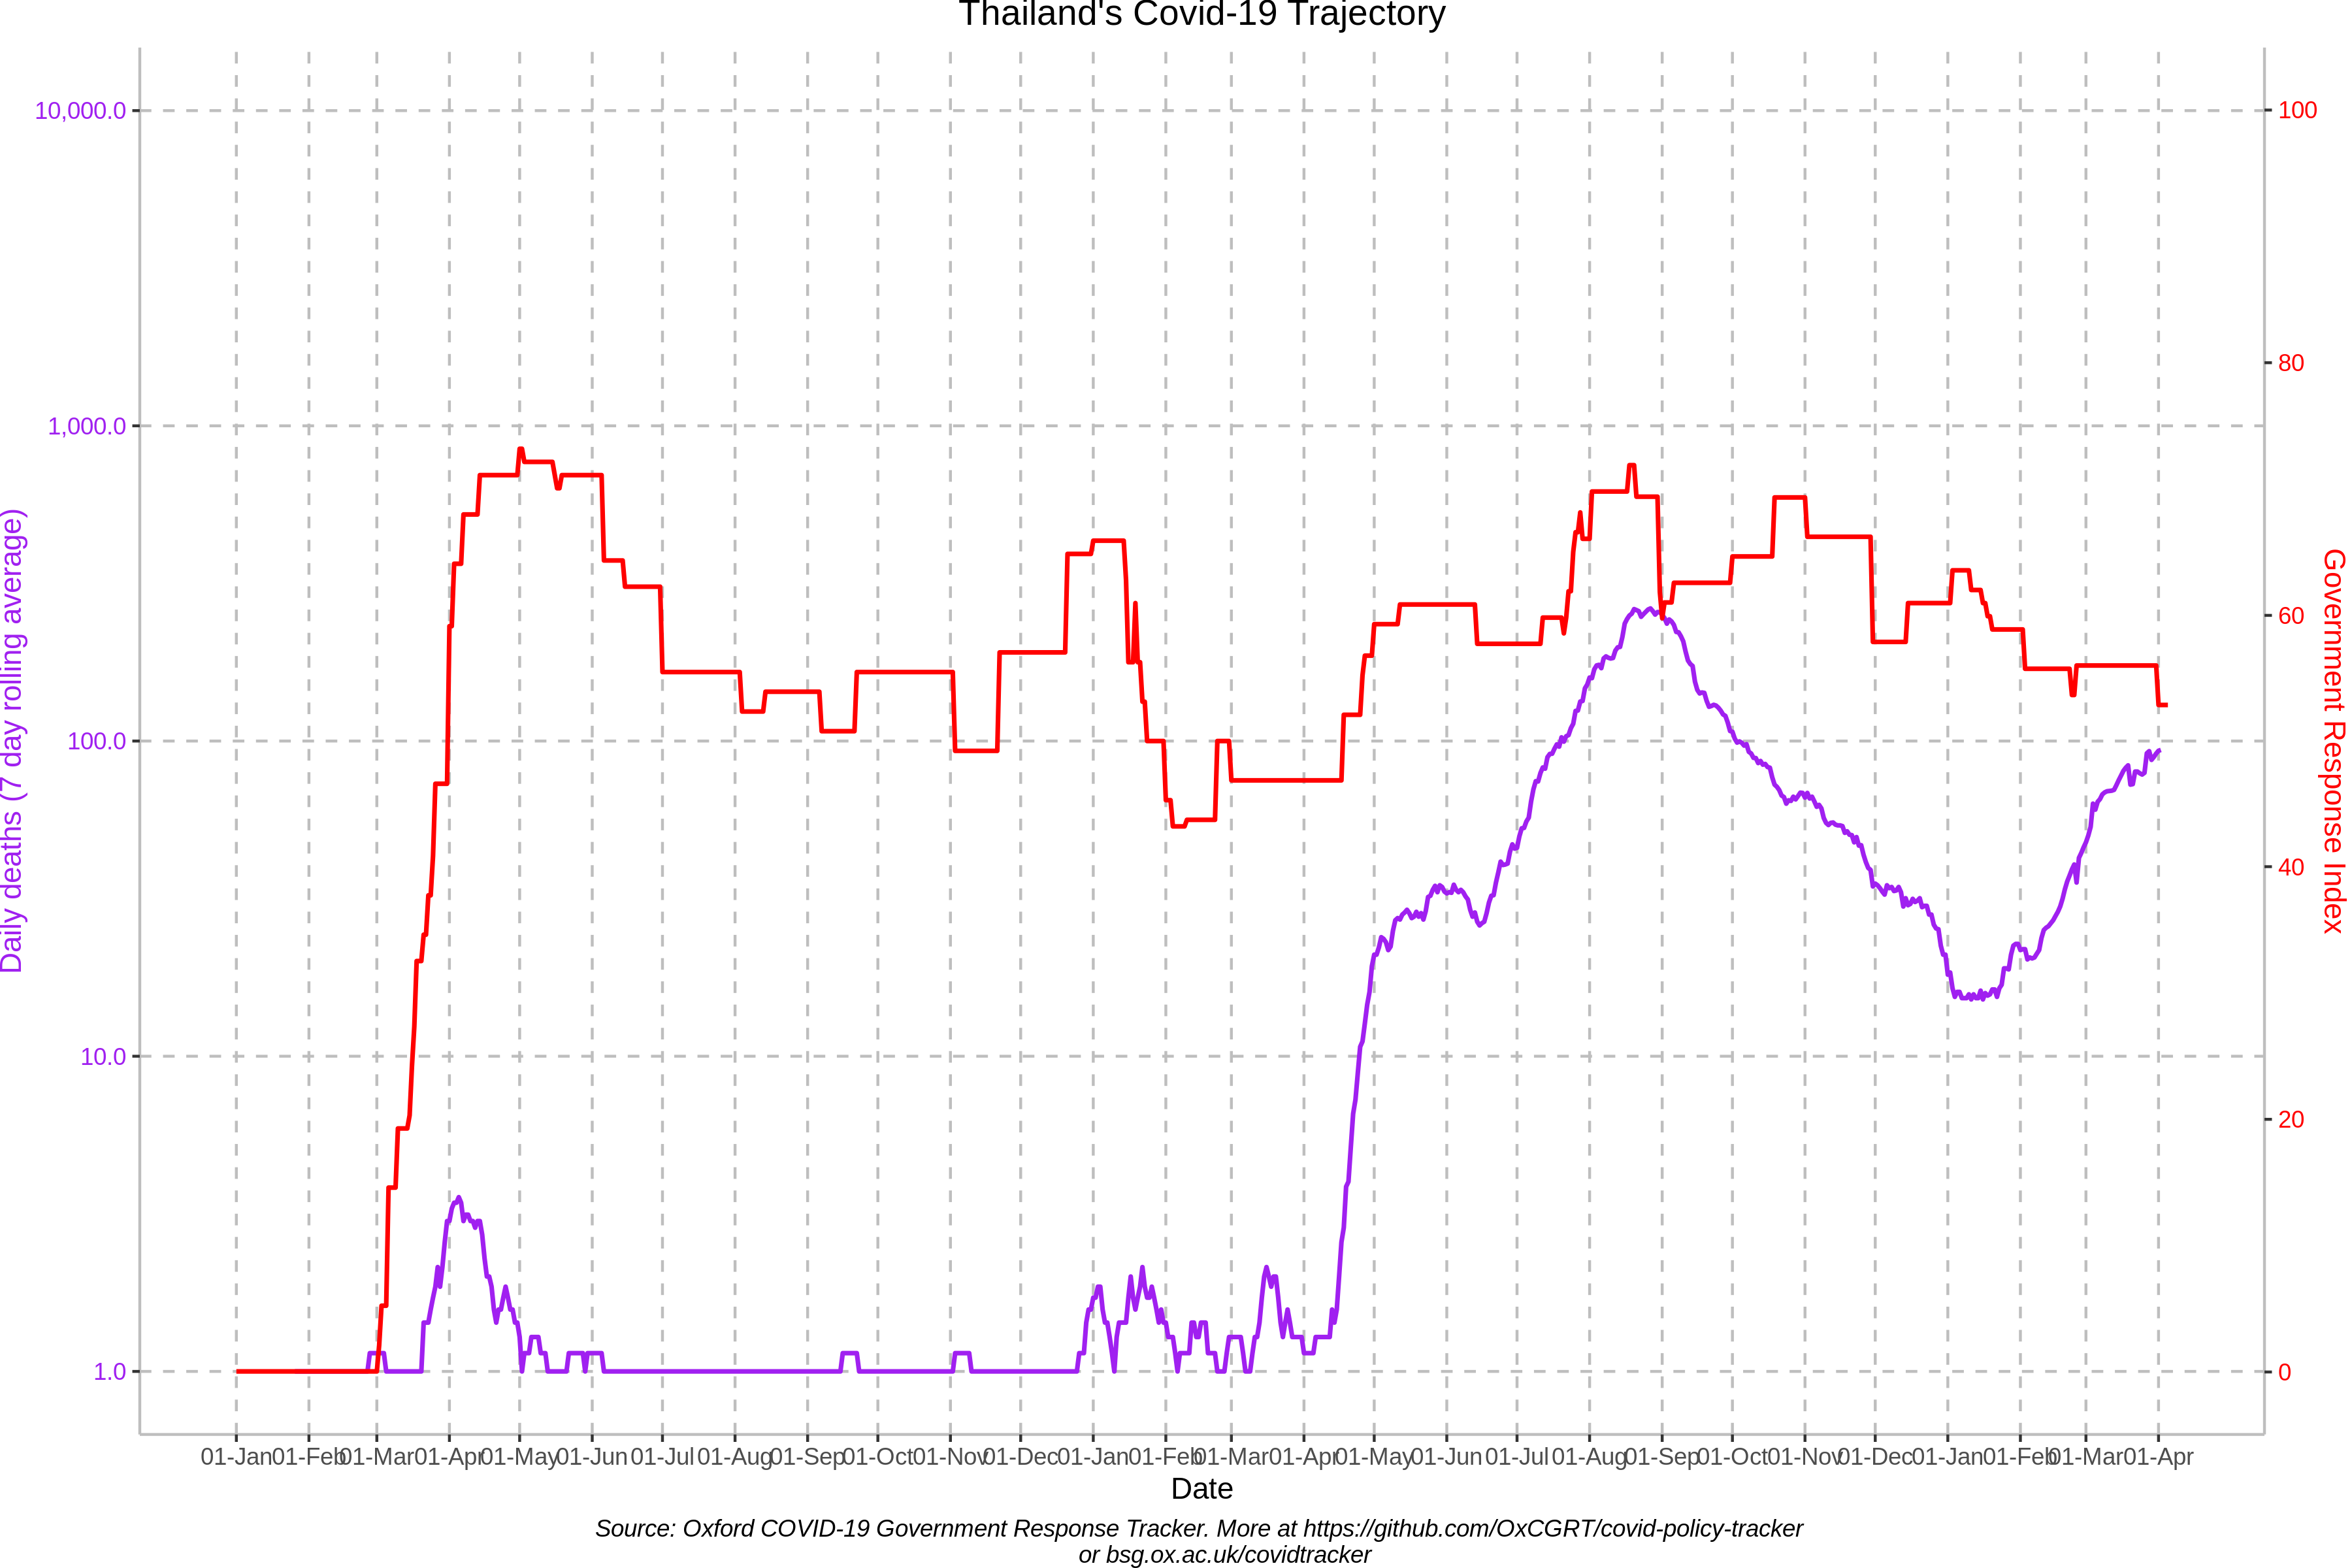 Thailand's Covid-19 Trajectory
10,000.0
1,000.0
100.0
10.0
1.0
Daily deaths (7 day rolling average)
100
80
60
40
20
0
Government Response Index
01-Jan 01-Feb 01-Mar 01-Apr 01-May 01-Jun 01-Jul 01-Aug 01-Sep 01-Oct 01-Nov 01-Dec 01-Jan 01-Feb 01-Mar 01-Apr 01-May 01-Jun 01-Jul 01-Aug 01-Sep 01-Oct 01-Nov 01-Dec 01-Jan 01-Feb 01-Mar 01-Apr
Date
Source: Oxford COVID-19 Government Response Tracker. More at https://github.com/OxCGRT/covid-policy-tracker
or bsg.ox.ac.uk/covidtracker